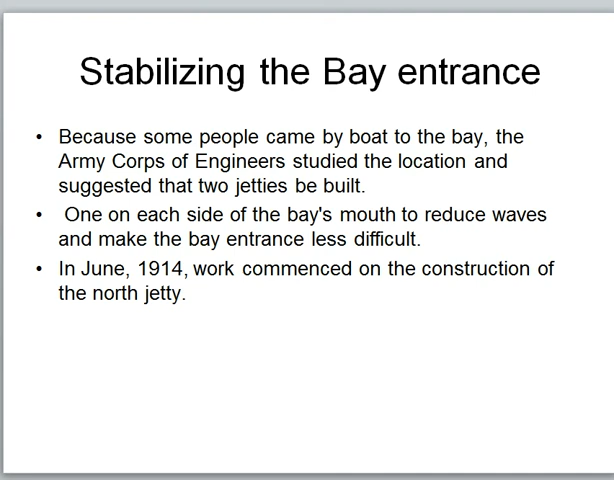 Stabilizing the Bay entrance
• Because some people came by boat to the bay, the
Army Corps of Engineers studied the location and
suggested that two jetties be built.
• One on each side of the bay's mouth to reduce waves
and make the bay entrance less difficult.
• In June, 1914, work commenced on the construction of
the north jetty.